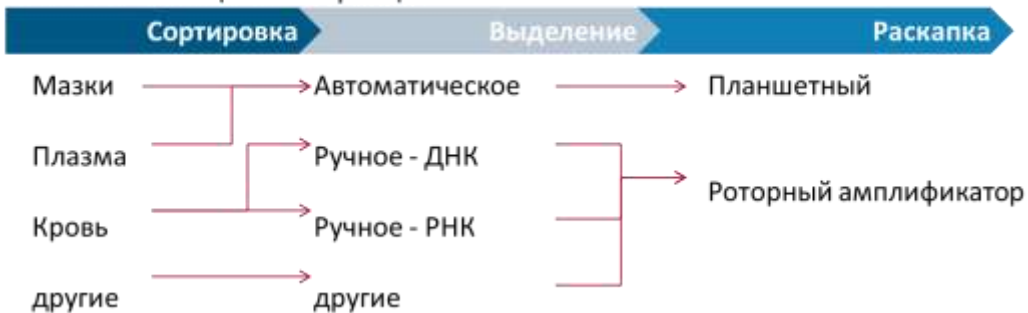 Сортировка Выделение Раскапка
Мазки Автоматическое Планшетный
Плазма Ручное - ДНК
Роторный амплификатор
Кровь Ручное - РНК
другие другие